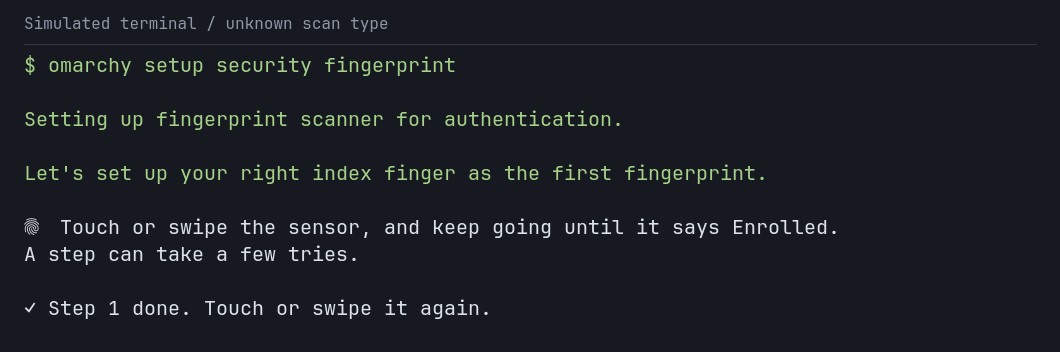 Simulated terminal / unknown scan type
$ omarchy setup security fingerprint
Setting up fingerprint scanner for authentication.
Let's set up your right index finger as the first fingerprint.
Touch or swipe the sensor, and keep going until it says Enrolled.
A step can take a few tries.
✓ Step 1 done. Touch or swipe it again.